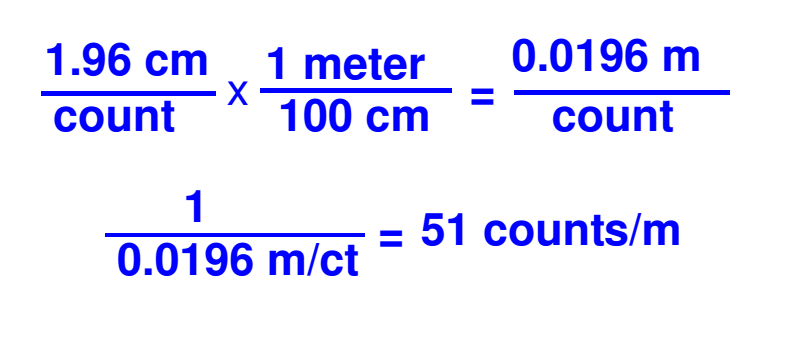 1.96 cm x 1 meter = 0.0196 m
count 100 cm count
1 = 51 counts/m
0.0196 m/ct